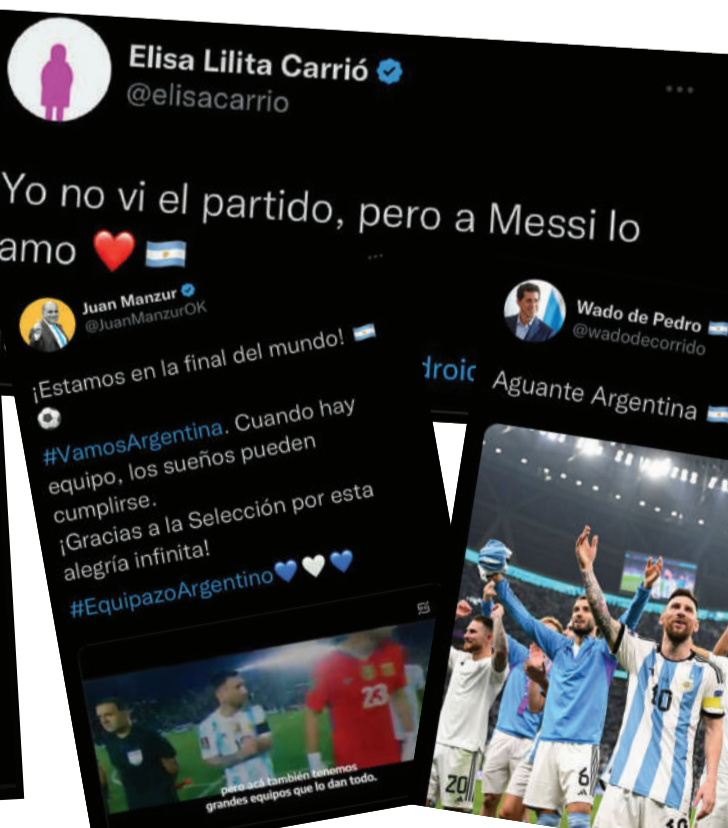 Elisa Lilita Carrió
@elisacarrio
Yo no vi el partido, pero a Messi lo
amo ❤️🇦🇷
Juan Manzur
@JuanManzurOK
¡Estamos en la final del mundo! 🇦🇷
⚽
#VamosArgentina. Cuando hay
equipo, los sueños pueden
cumplirse.
¡Gracias a la Selección por esta
alegría infinita!
#EquipazoArgentino💙🤍💙
23
pero acá también tenemos
grandes equipos que lo dan todo.
droid
Wado de Pedro 🇦🇷
@wadodecorrido
Aguante Argentina 🇦🇷
10
20
6
10